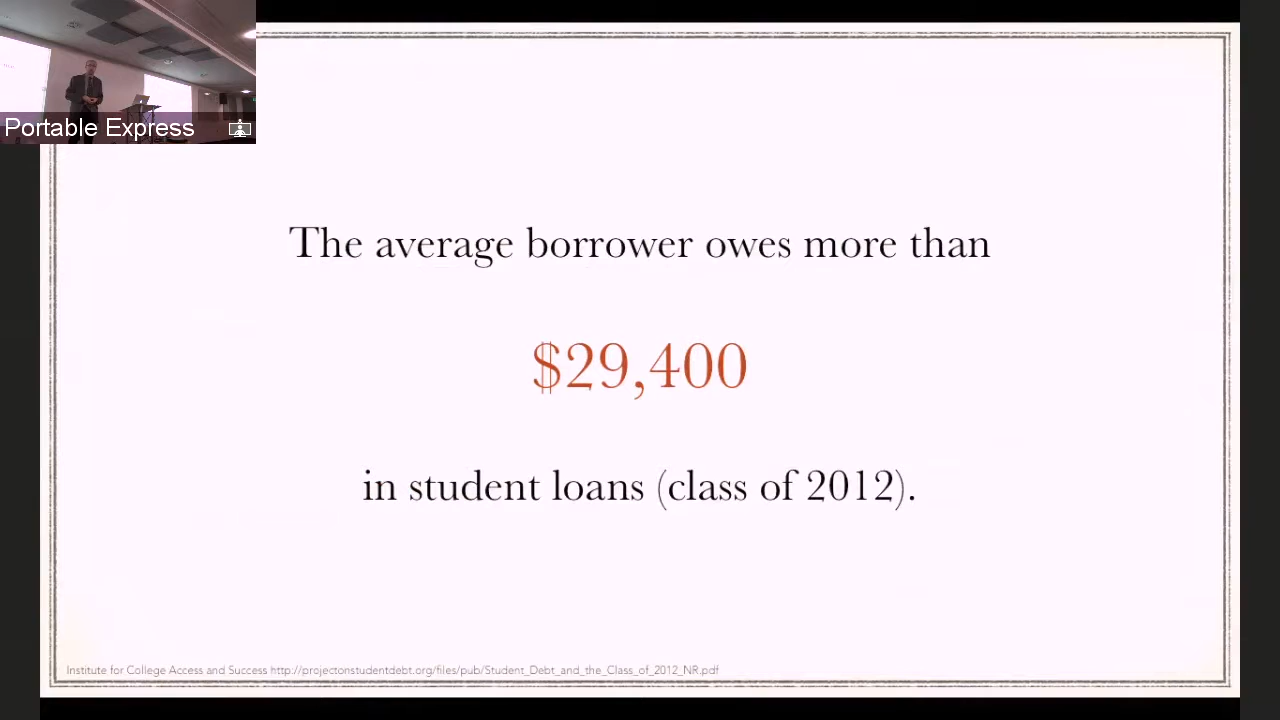 Portable Express
The average borrower owes more than
$29,400
in student loans (class of 2012).
Institute for College Access and Success http://projectonstudentdebt.org/files/pub/Student_Debt_and_the_Class_of_2012_NR.pdf